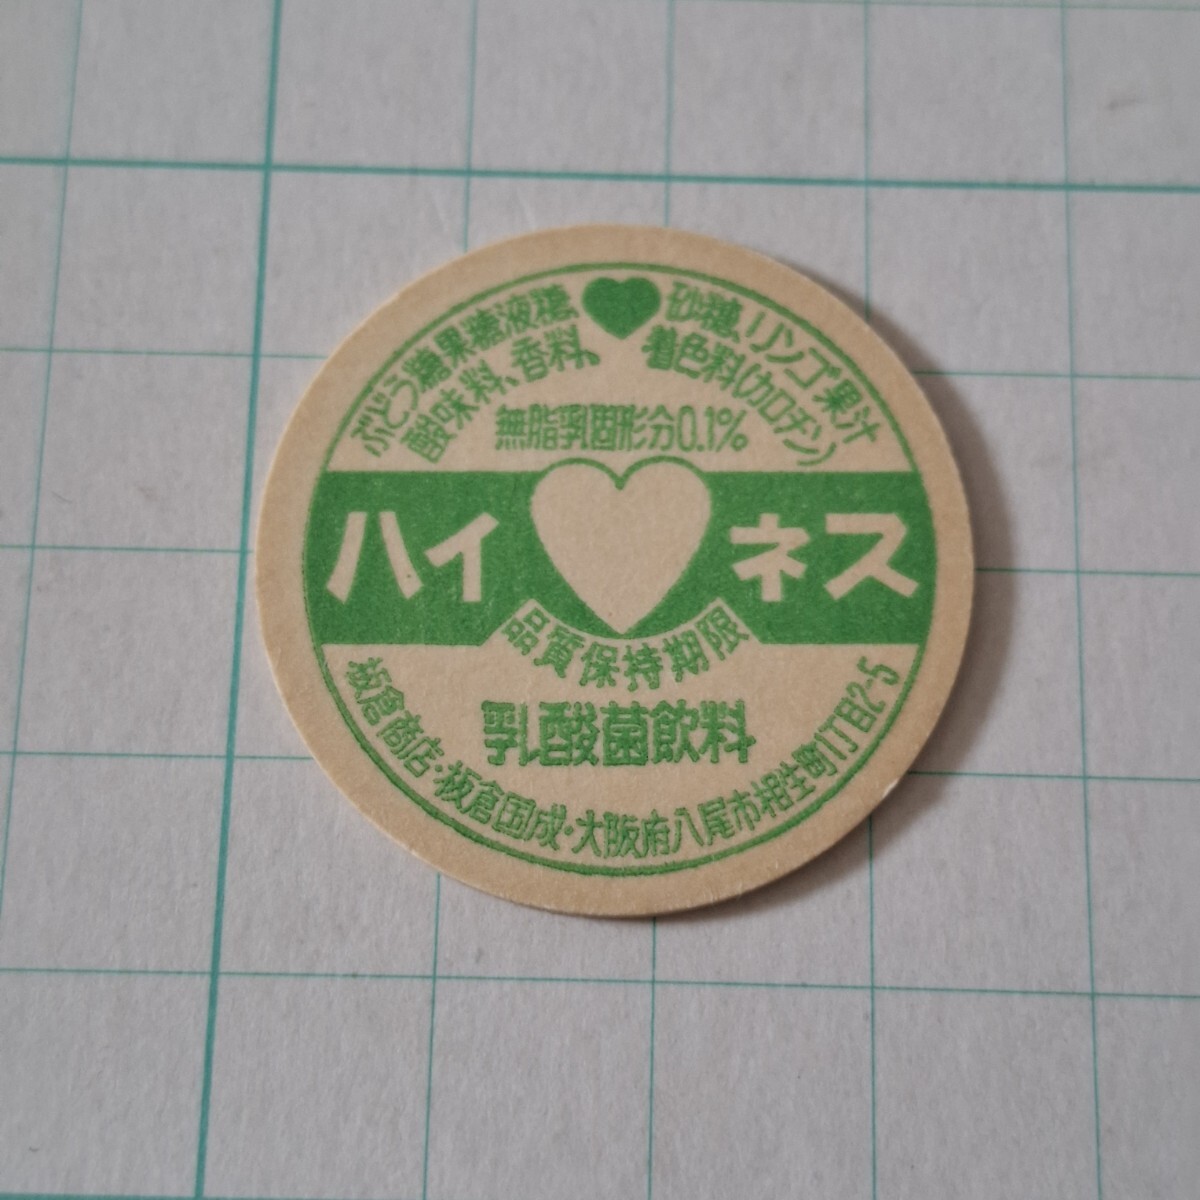 ぶどう糖果糖液糖、砂糖、リンゴ果汁
酸味料、香料、着色料(カロチン)
無脂乳固形分0.1%
ハイネス
品質保持期限
乳酸菌飲料
板倉商店・板倉国成・大阪府八尾市相生町1丁目2-5